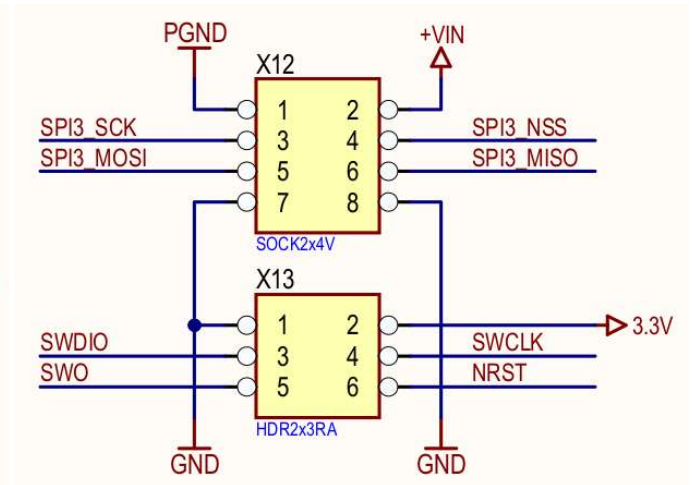 PGND
+VIN
X12
1 2
SPI3_SCK 3 4 SPI3_NSS
SPI3_MOSI 5 6 SPI3_MISO
7 8
SOCK2x4V
X13
1 2 3.3V
SWDIO 3 4 SWCLK
SWO 5 6 NRST
HDR2x3RA
GND GND